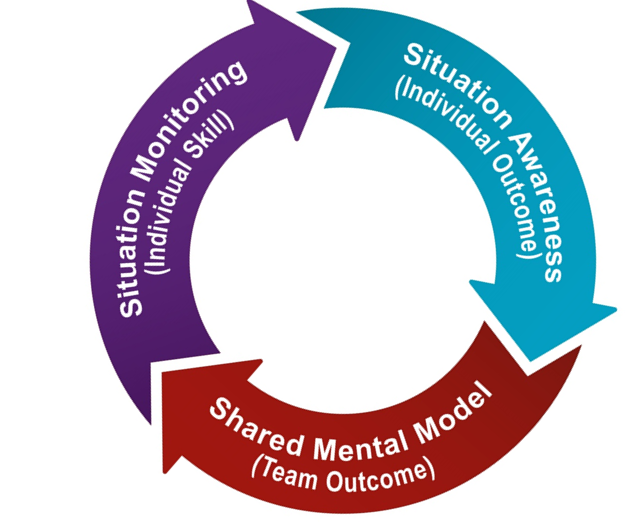 Situation Monitoring
(Individual Skill)
Situation Awareness
(Individual Outcome)
Shared Mental Model
(Team Outcome)